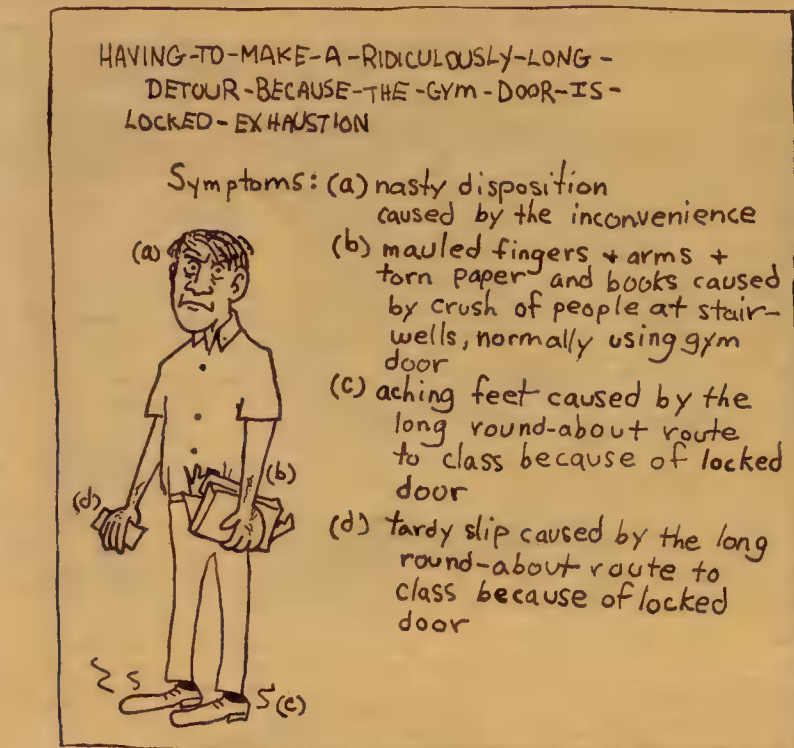 HAVING-TO-MAKE-A-RIDICULOUSLY-LONG-
DETOUR-BECAUSE-THE-GYM-DOOR-IS-
LOCKED-EXHAUSTION
Symptoms: (a) nasty disposition
caused by the inconvenience
(b) mauled fingers + arms +
torn paper and books caused
by crush of people at stair-
wells, normally using gym
door
(c) aching feet caused by the
long round-about route
to class because of locked
door
(d) tardy slip caused by the long
round-about route to
class because of locked
door
(a)
(b)
(d)
(c)